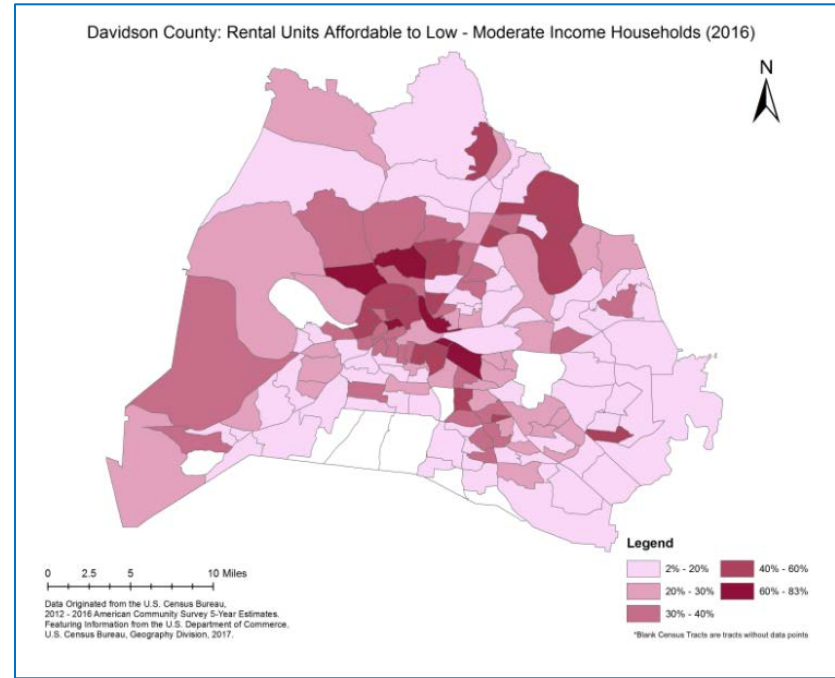 Davidson County: Rental Units Affordable to Low - Moderate Income Households (2016)
N
Legend
2% - 20%
40% - 60%
20% - 30%
60% - 83%
30% - 40%
0 2.5 5 10 Miles
Data Originated from the U.S. Census Bureau,
2012 - 2016 American Community Survey 5-Year Estimates.
Featuring Information from the U.S. Department of Commerce,
U.S. Census Bureau, Geography Division, 2017.
*Blank Census Tracts are tracts without data points